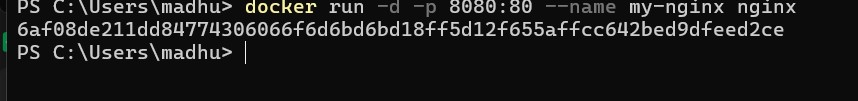 PS C:\Users\madhu> docker run -d -p 8080:80 --name my-nginx nginx
6af08de211dd84774306066f6d6bd6bd18ff5d12f655affcc642bed9dfeed2ce
PS C:\Users\madhu>